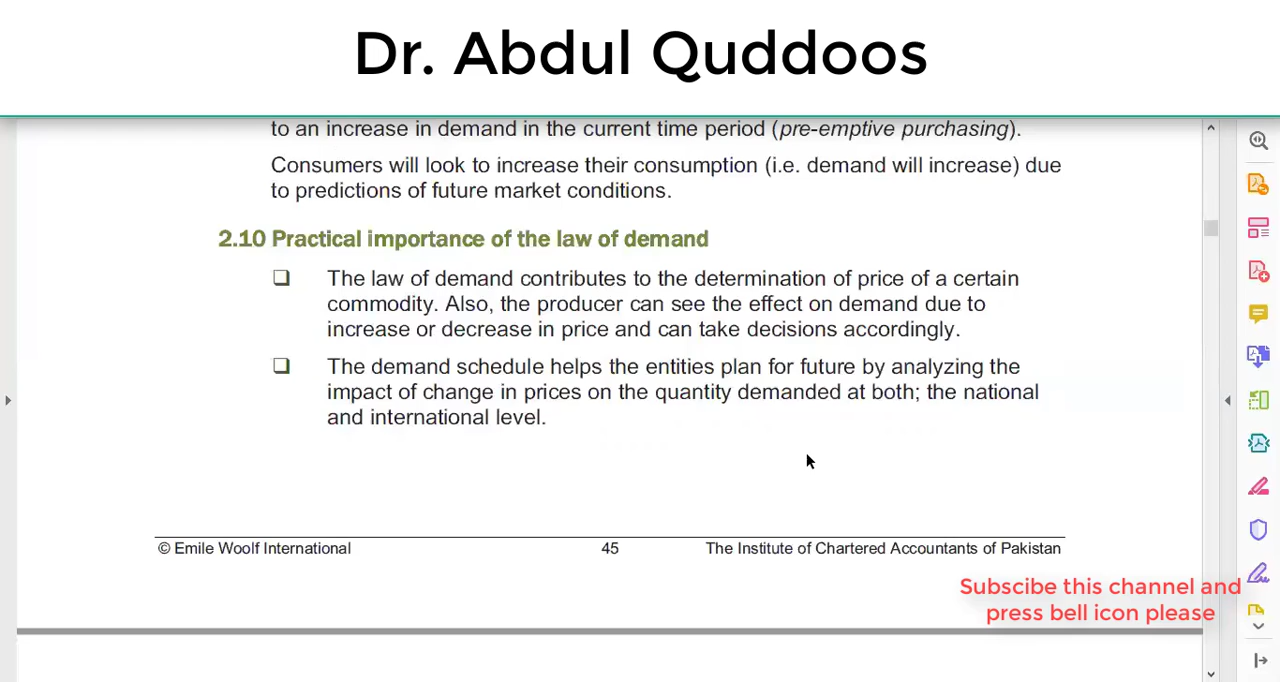 Dr. Abdul Quddoos
to an increase in demand in the current time period (pre-emptive purchasing).
Consumers will look to increase their consumption (i.e. demand will increase) due
to predictions of future market conditions.
2.10 Practical importance of the law of demand
❑ The law of demand contributes to the determination of price of a certain
commodity. Also, the producer can see the effect on demand due to
increase or decrease in price and can take decisions accordingly.
❑ The demand schedule helps the entities plan for future by analyzing the
impact of change in prices on the quantity demanded at both; the national
and international level.
© Emile Woolf International 45 The Institute of Chartered Accountants of Pakistan
Subscibe this channel and
press bell icon please